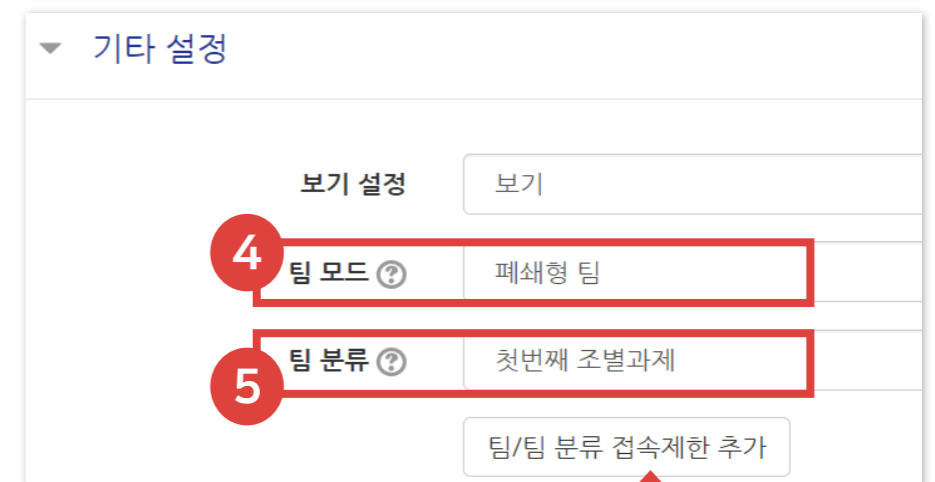 기타 설정
보기 설정 보기
4 팀 모드 ? 폐쇄형 팀
5 팀 분류 ? 첫번째 조별과제
팀/팀 분류 접속제한 추가